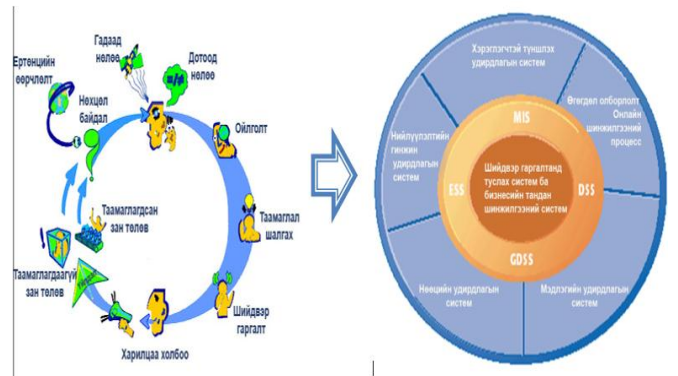 Гадаад
нөлөө
Дотоод
нөлөө
Ертөнцийн
өөрчлөлт
Нөхцөл
байдал
Ойлголт
Таамаглал
шалгах
Шийдвэр
гаргалт
Харилцаа холбоо
Таамаглагдсан
зан төлөв
Таамаглагдаагүй
зан төлөв
Хэрэглэгчтэй түншлэх
удирдлагын систем
Өгөгдөл олборлолт
Онлайн
шинжилгээний
процесс
Мэдлэгийн удирдлагын
систем
Нөөцийн удирдлагын
систем
Нийлүүлэлтийн
гинжин
удирдлагын
систем
MIS
DSS
GDSS
ESS
Шийдвэр гаргалтанд
туслах систем ба
бизнесийн тандан
шинжилгээний систем